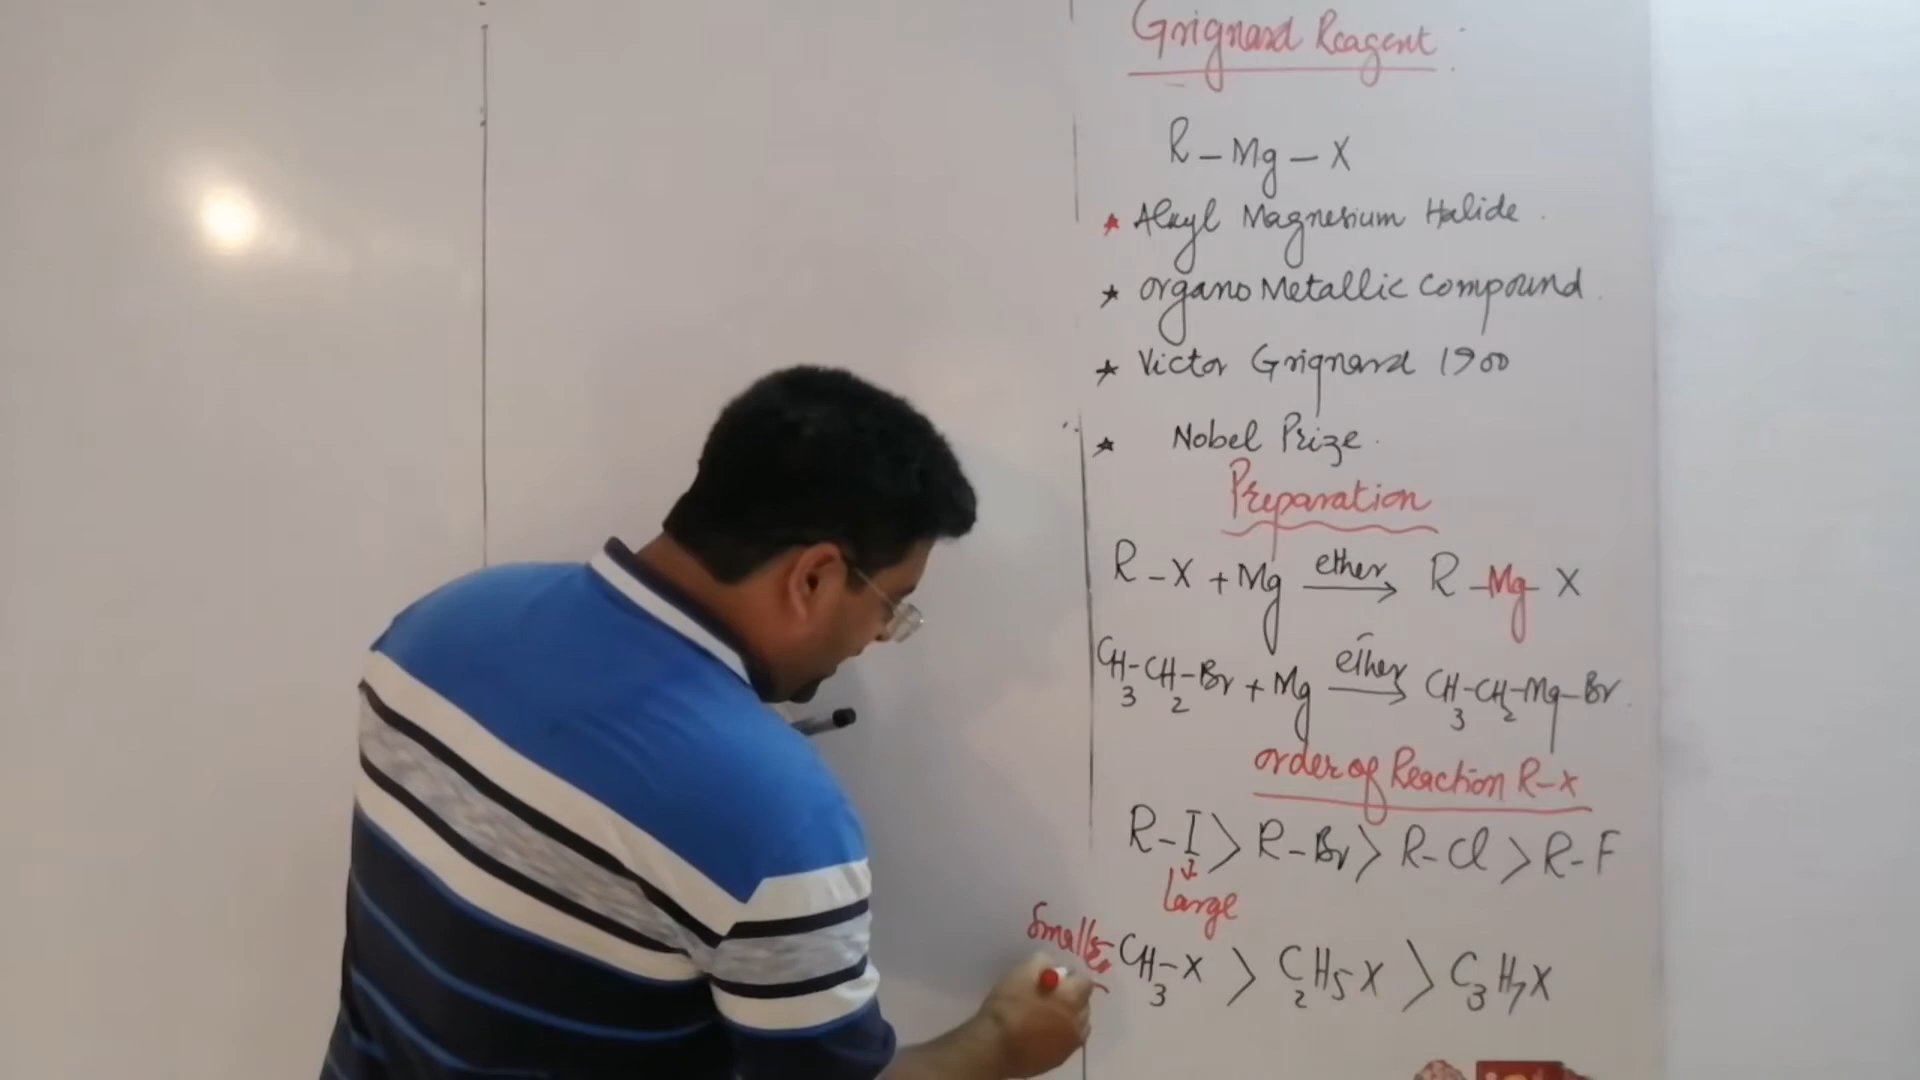 Grignard Reagent:
R-Mg-X
* Alkyl Magnesium Halide.
* Organo Metallic Compound.
* Victor Grignard 1900
* Nobel Prize.
Preparation
R-X + Mg ether→ R-Mg-X
CH3-CH2-Br + Mg ether→ CH3-CH2-Mg-Br.
order of Reaction R-X
R-I > R-Br > R-Cl > R-F
Large
Smaller
CH3-X > C2H5X > C3H7X